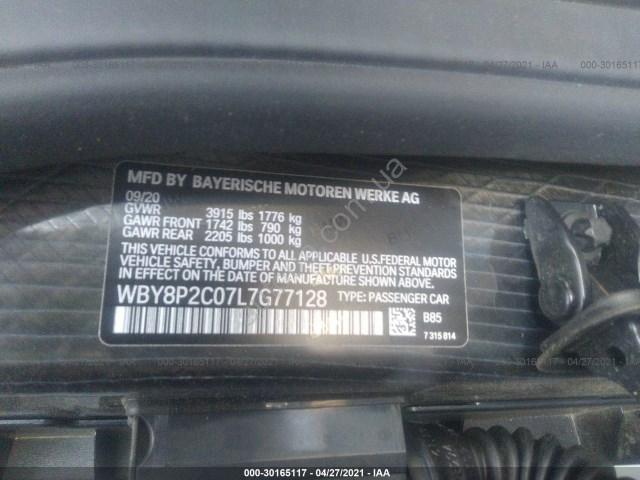 000-30165117 - 04/27/2021 - IAA
MFD BY BAYERISCHE MOTOREN WERKE AG
09/20
GVWR 3915 lbs 1776 kg
GAWR FRONT 1742 lbs 790 kg
GAWR REAR 2205 lbs 1000 kg
THIS VEHICLE CONFORMS TO ALL APPLICABLE U.S.FEDERAL MOTOR
VEHICLE SAFETY, BUMPER AND THEFT PREVENTION STANDARDS
IN EFFECT ON THE DATE OF MANUFACTURE SHOWN ABOVE.
WBY8P2C07L7G77128 TYPE: PASSENGER CAR
B85
7 315 814
000-30165117 - 04/27/2021 - IAA